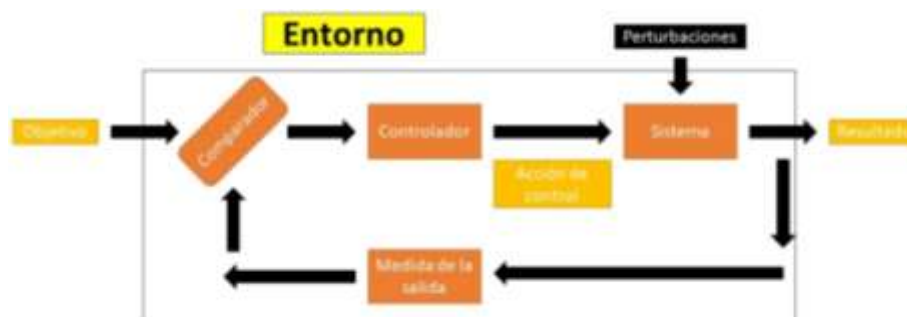 Entorno
Perturbaciones
Objetivo
Comparador
Controlador
Sistema
Resultado
Acción de
control
Medida de la
salida